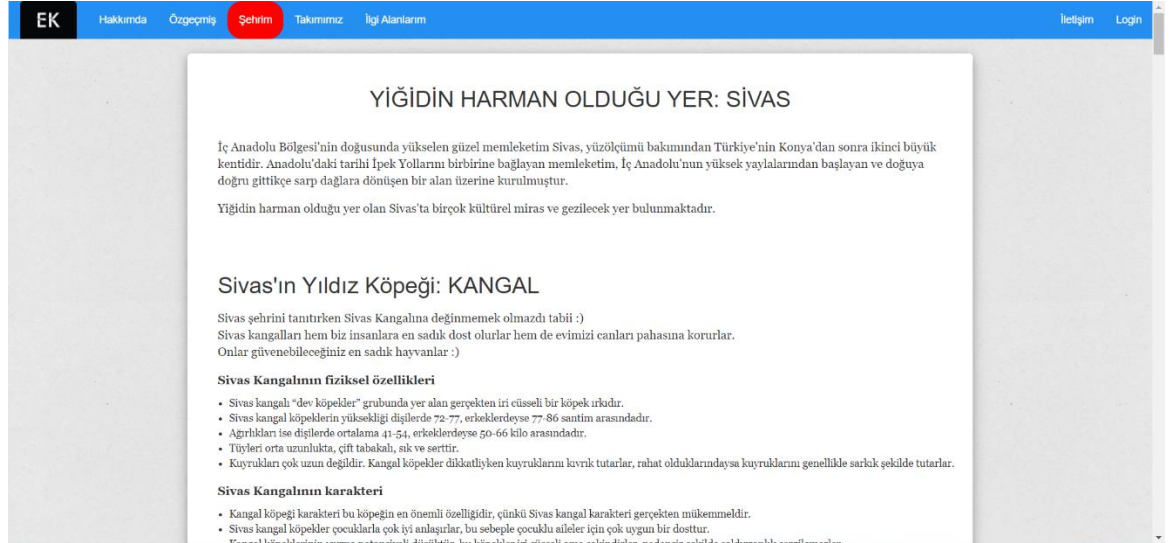 EK Hakkımda Özgeçmiş Şehrim Takımımız İlgi Alanlarım İletişim Login
YİĞİDİN HARMAN OLDUĞU YER: SİVAS
İç Anadolu Bölgesi'nin doğusunda yükselen güzel memleketim Sivas, yüzölçümü bakımından Türkiye'nin Konya'dan sonra ikinci büyük
kentidir. Anadolu'daki tarihi İpek Yollarını birbirine bağlayan memleketim, İç Anadolu'nun yüksek yaylalarından başlayan ve doğuya
doğru gittikçe sarp dağlara dönüşen bir alan üzerine kurulmuştur.
Yiğidin harman olduğu yer olan Sivas'ta birçok kültürel miras ve gezilecek yer bulunmaktadır.
Sivas'ın Yıldız Köpeği: KANGAL
Sivas şehrini tanıtırken Sivas Kangalına değinmemek olmazdı tabii :)
Sivas kangalları hem biz insanlara en sadık dost olurlar hem de evimizi canları pahasına korurlar.
Onlar güvenebileceğiniz en sadık hayvanlar :)
Sivas Kangalının fiziksel özellikleri
• Sivas kangalı “dev köpekler” grubunda yer alan gerçekten iri cüsseli bir köpek ırkıdır.
• Sivas kangal köpeklerin yüksekliği dişilerde 72-77, erkeklerdeyse 77-86 santim arasındadır.
• Ağırlıkları ise dişilerde ortalama 41-54, erkeklerdeyse 50-66 kilo arasındadır.
• Tüyleri orta uzunlukta, çift tabakalı, sık ve serttir.
• Kuyrukları çok uzun değildir. Kangal köpekler dikkatliyken kuyruklarını kıvrık tutarlar, rahat olduklarındaysa kuyruklarını genellikle sarkık şekilde tutarlar.
Sivas Kangalının karakteri
• Kangal köpeği karakteri bu köpeğin en önemli özelliğidir, çünkü Sivas kangal karakteri gerçekten mükemmeldir.
• Sivas kangal köpekler çocuklarla çok iyi anlaşırlar, bu sebeple çocuklu aileler için çok uygun bir dosttur.